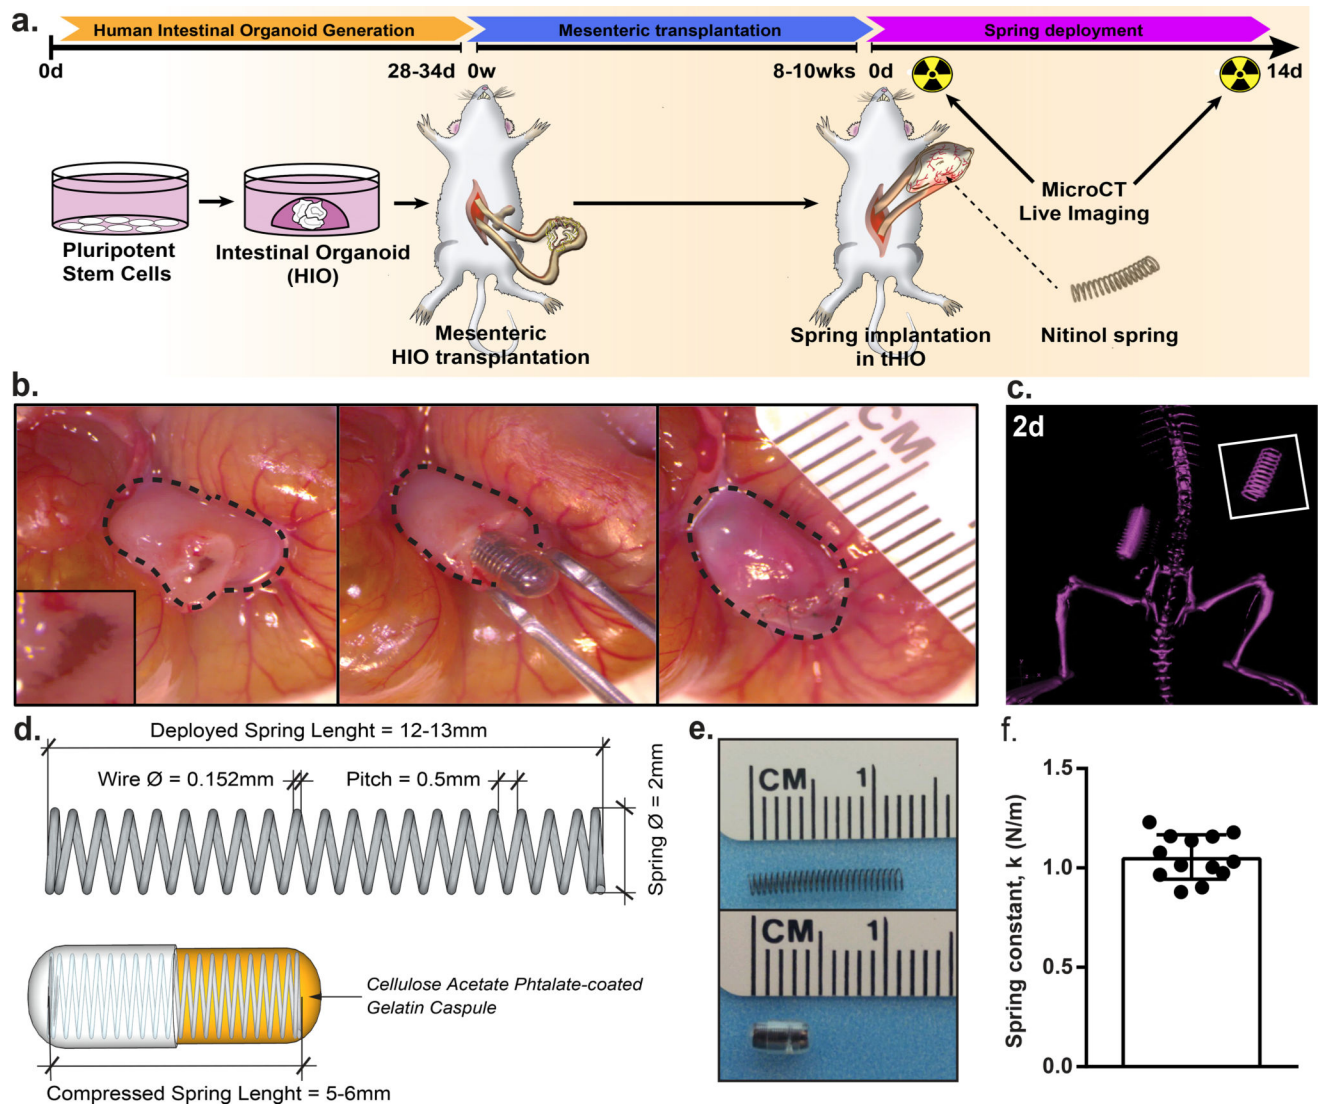 a.
Human Intestinal Organoid Generation
Mesenteric transplantation
Spring deployment
0d
28-34d
0w
8-10wks
0d
14d
Pluripotent
Stem Cells
Intestinal Organoid
(HIO)
Mesenteric
HIO transplantation
Spring implantation
in tHIO
MicroCT
Live Imaging
Nitinol spring
b.
CM
c.
2d
d.
Deployed Spring Lenght = 12-13mm
Wire Ø = 0.152mm
Pitch = 0.5mm
Spring Ø = 2mm
Cellulose Acetate Phtalate-coated
Gelatin Caspule
Compressed Spring Lenght = 5-6mm
e.
CM 1
CM 1
f.
Spring constant, k (N/m)
1.5
1.0
0.5
0.0